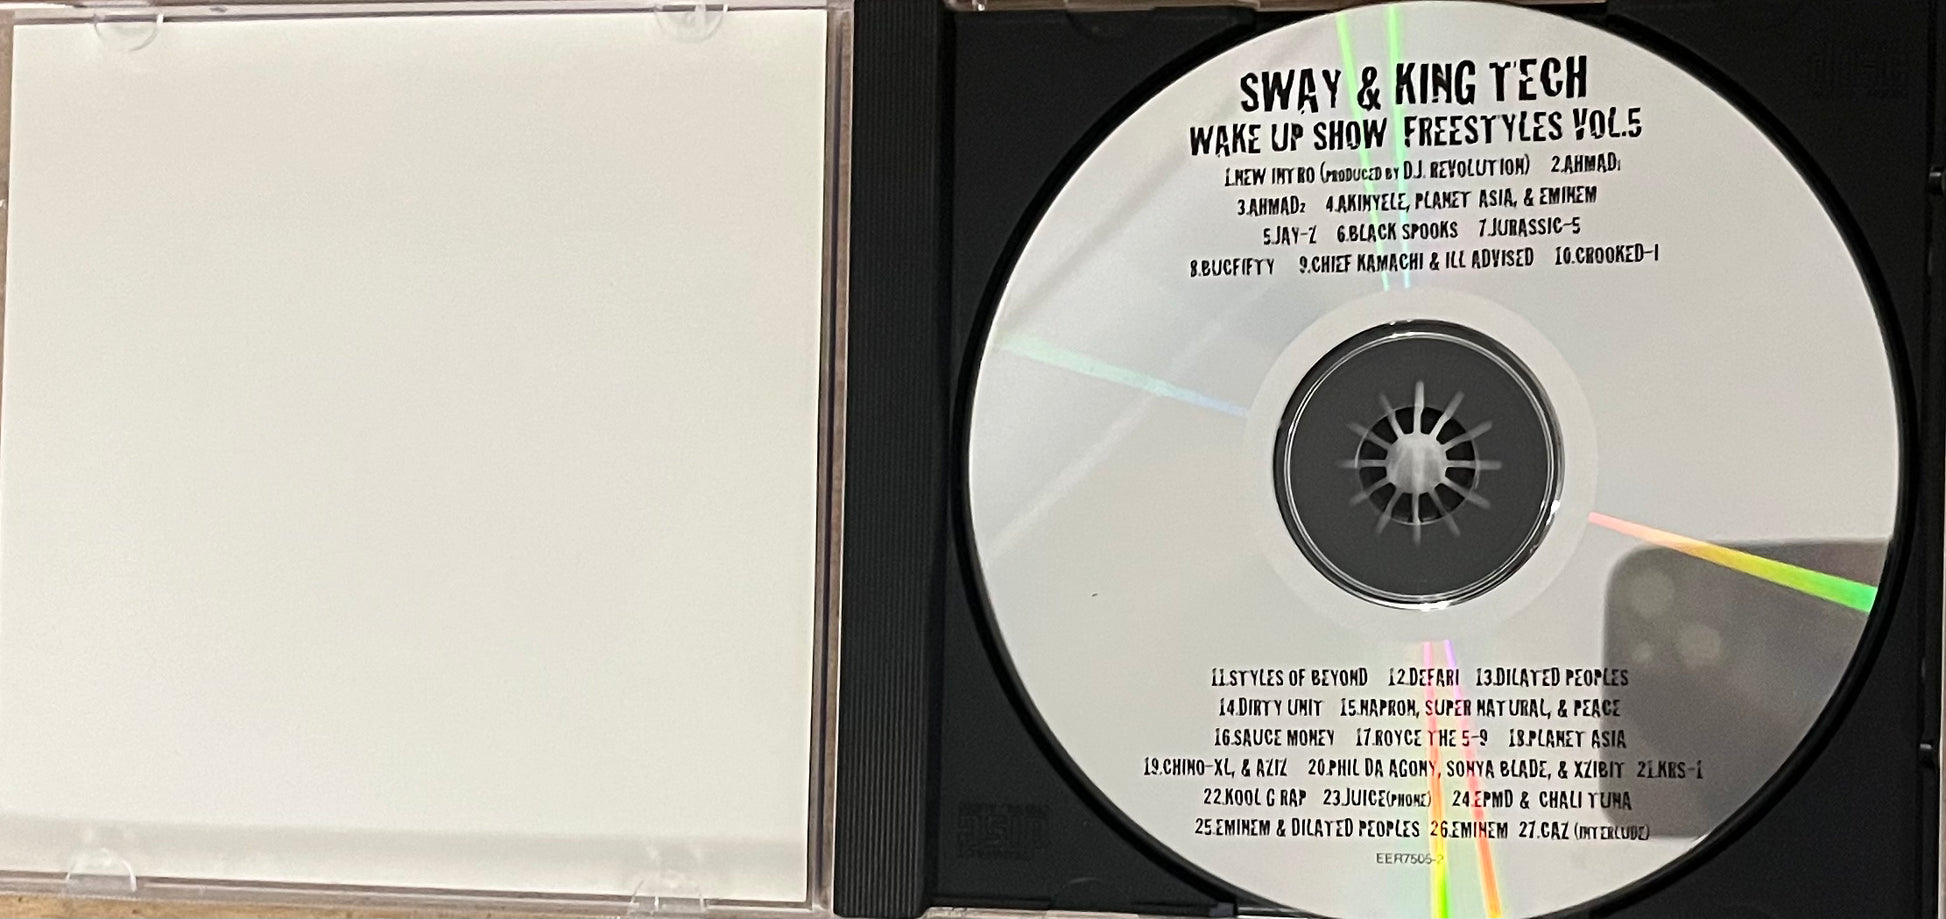 SWAY & KING TECH
WAKE UP SHOW FREESTYLES VOL.5
1.NEW INTRO (PRODUCED BY D.J. REVOLUTION) 2.AHMAD1
3.AHMAD2 4.AKINYELE, PLANET ASIA, & EMINEM
5.JAY-Z 6.BLACK SPOOKS 7.JURASSIC-5
8.BUCFIFTY 9.CHIEF KAMACHI & ILL ADVISED 10.CROOKED-I
11.STYLES OF BEYOND 12.DEFARI 13.DILATED PEOPLES
14.DIRTY UNIT 15.NAPRON, SUPER NATURAL, & PEACE
16.SAUCE MONEY 17.ROYCE THE 5-9 18.PLANET ASIA
19.CHINO-XL, & AZIZ 20.PHIL DA AGONY, SONYA BLADE, & XZIBIT 21.KRS-1
22.KOOL G RAP 23.JUICE(PHONE) 24.EPMD & CHALI TUNA
25.EMINEM & DILATED PEOPLES 26.EMINEM 27.CAZ (INTERLUDE)
EER7505-2